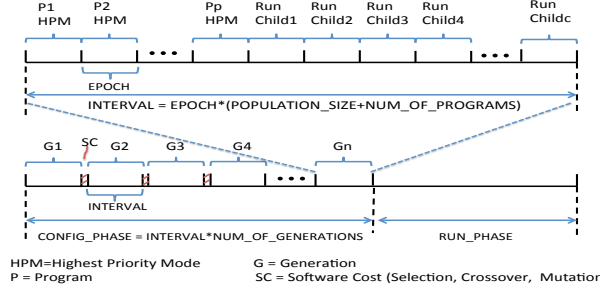 P1 P2 Pp Run Run Run Run Run
HPM HPM HPM Child1 Child2 Child3 Child4 Childc
EPOCH
INTERVAL = EPOCH*(POPULATION_SIZE+NUM_OF_PROGRAMS)
G1 SC G2 G3 G4 Gn
INTERVAL
CONFIG_PHASE = INTERVAL*NUM_OF_GENERATIONS RUN_PHASE
HPM=Highest Priority Mode G = Generation
P = Program SC = Software Cost (Selection, Crossover, Mutation